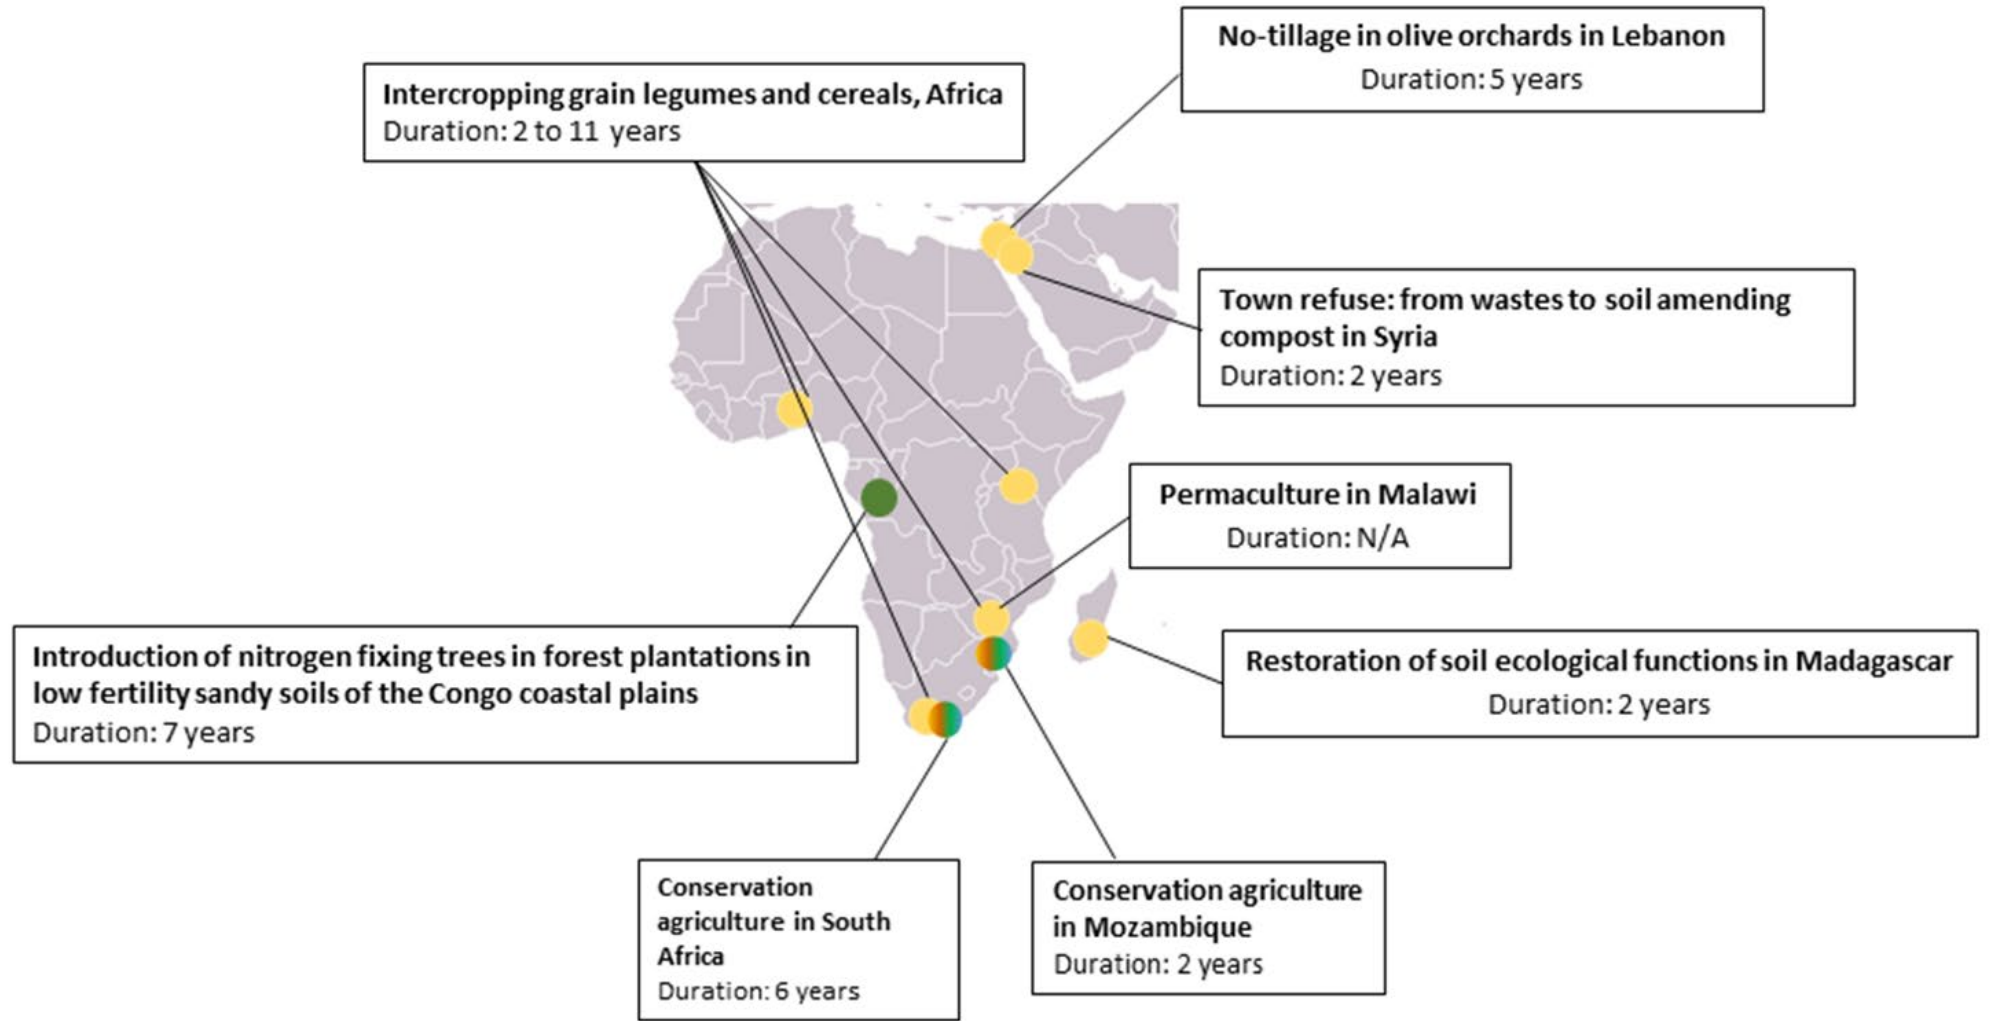 No-tillage in olive orchards in Lebanon
Duration: 5 years
Intercropping grain legumes and cereals, Africa
Duration: 2 to 11 years
Town refuse: from wastes to soil amending
compost in Syria
Duration: 2 years
Permaculture in Malawi
Duration: N/A
Introduction of nitrogen fixing trees in forest plantations in
low fertility sandy soils of the Congo coastal plains
Duration: 7 years
Restoration of soil ecological functions in Madagascar
Duration: 2 years
Conservation
agriculture in South
Africa
Duration: 6 years
Conservation agriculture
in Mozambique
Duration: 2 years